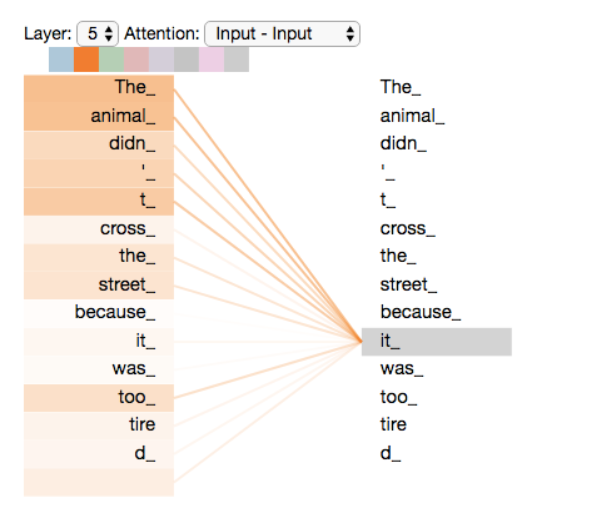 Layer: 5 Attention: Input - Input
The_ The_
animal_ animal_
didn_ didn_
'_ '_
t_ t_
cross_ cross_
the_ the_
street_ street_
because_ because_
it_ it_
was_ was_
too_ too_
tire tire
d_ d_